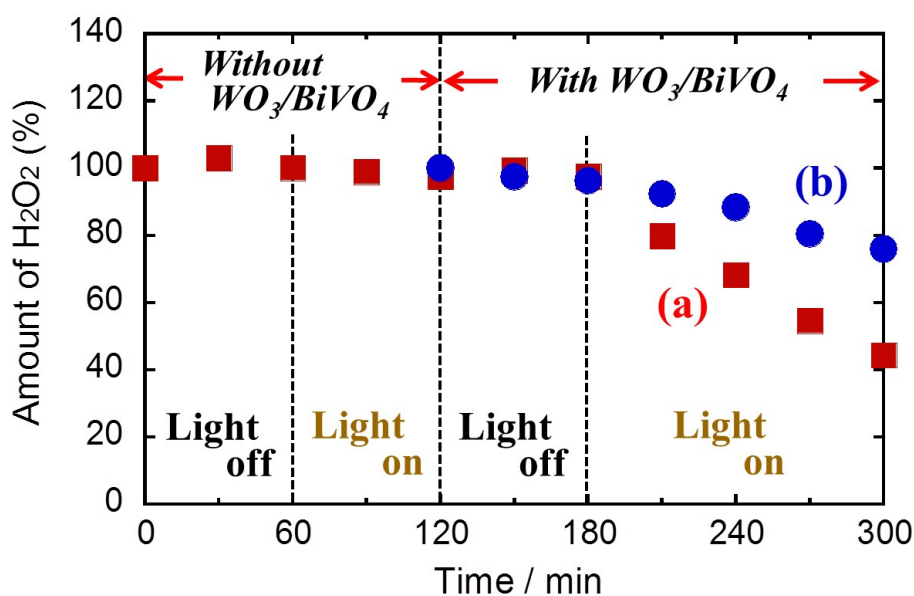 Amount of H2O2 (%)
140
120
100
80
60
40
20
0
Without
WO3/BiVO4
With WO3/BiVO4
(b)
(a)
Light
off
Light
on
Light
off
Light
on
0
60
120
180
240
300
Time / min